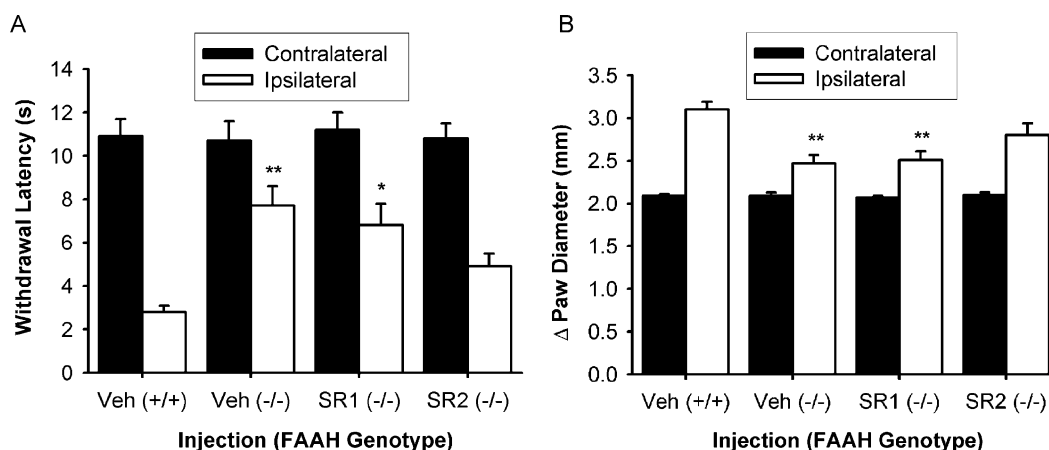 A
Contralateral
Ipsilateral
Withdrawal Latency (s)
14
12
10
8
6
4
2
0
**
*
Veh (+/+) Veh (-/-) SR1 (-/-) SR2 (-/-)
Injection (FAAH Genotype)
B
Contralateral
Ipsilateral
Δ Paw Diameter (mm)
3.5
3.0
2.5
2.0
1.5
1.0
0.5
0.0
** **
Veh (+/+) Veh (-/-) SR1 (-/-) SR2 (-/-)
Injection (FAAH Genotype)